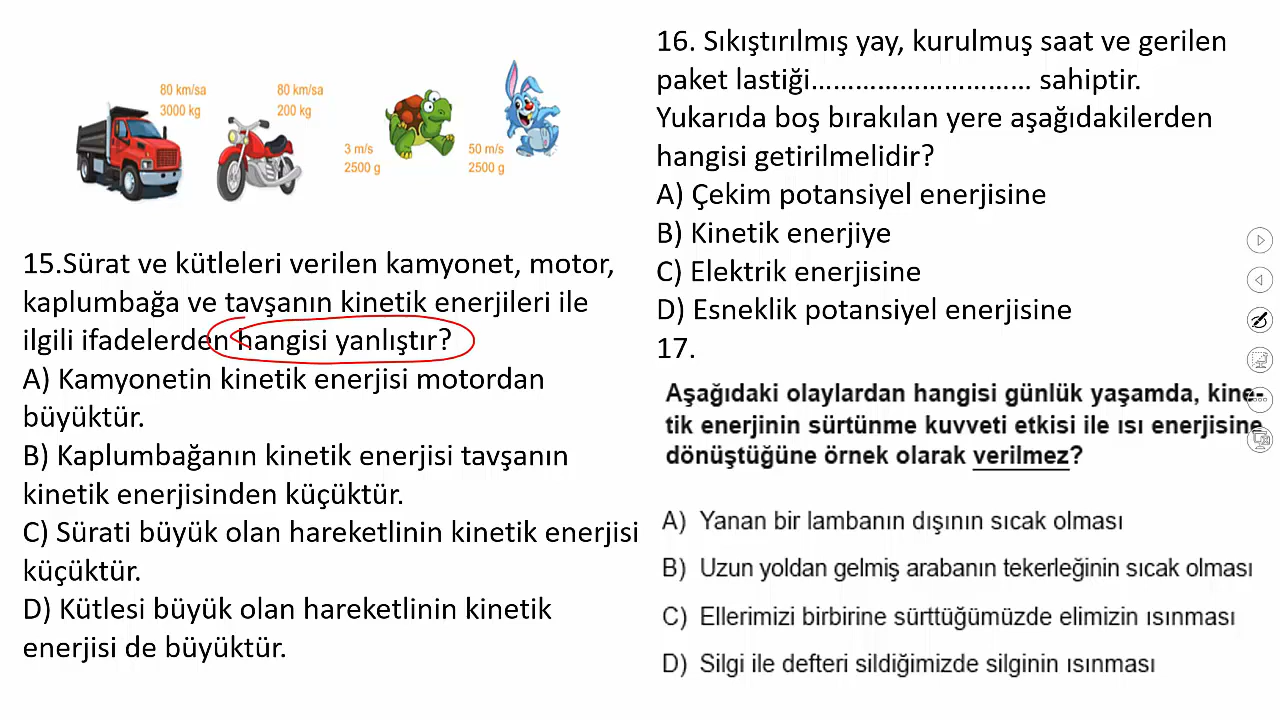 80 km/sa
3000 kg
80 km/sa
200 kg
3 m/s
2500 g
50 m/s
2500 g
15.Sürat ve kütleleri verilen kamyonet, motor,
kaplumbağa ve tavşanın kinetik enerjileri ile
ilgili ifadelerden hangisi yanlıştır?
A) Kamyonetin kinetik enerjisi motordan
büyüktür.
B) Kaplumbağanın kinetik enerjisi tavşanın
kinetik enerjisinden küçüktür.
C) Sürati büyük olan hareketlinin kinetik enerjisi
küçüktür.
D) Kütlesi büyük olan hareketlinin kinetik
enerjisi de büyüktür.
16. Sıkıştırılmış yay, kurulmuş saat ve gerilen
paket lastiği………………………… sahiptir.
Yukarıda boş bırakılan yere aşağıdakilerden
hangisi getirilmelidir?
A) Çekim potansiyel enerjisine
B) Kinetik enerjiye
C) Elektrik enerjisine
D) Esneklik potansiyel enerjisine
17.
Aşağıdaki olaylardan hangisi günlük yaşamda, kine-
tik enerjinin sürtünme kuvveti etkisi ile ısı enerjisine
dönüştüğüne örnek olarak verilmez?
A) Yanan bir lambanın dışının sıcak olması
B) Uzun yoldan gelmiş arabanın tekerleğinin sıcak olması
C) Ellerimizi birbirine sürttüğümüzde elimizin ısınması
D) Silgi ile defteri sildiğimizde silginin ısınması